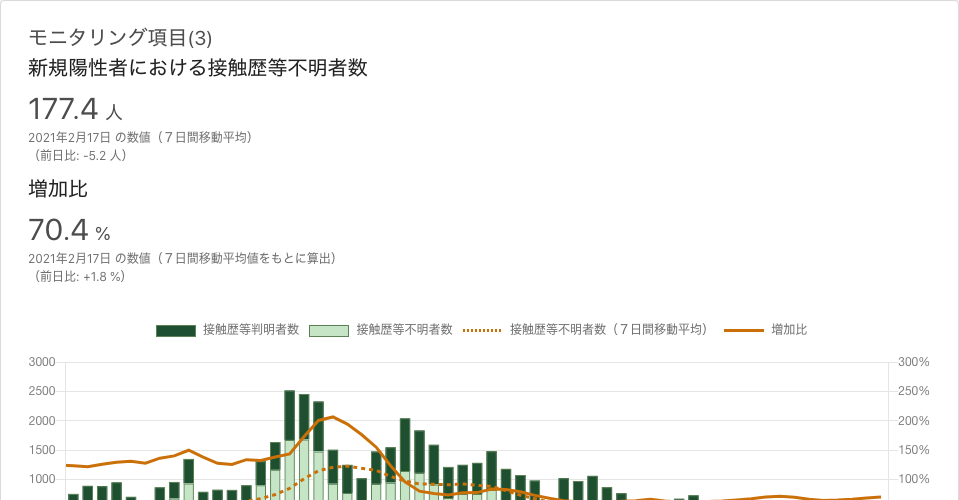 モニタリング項目(3)
新規陽性者における接触歴等不明者数
177.4 人
2021年2月17日 の数値（７日間移動平均）
（前日比: -5.2 人）
増加比
70.4 %
2021年2月17日 の数値（７日間移動平均値をもとに算出）
（前日比: +1.8 %）
接触歴等判明者数 接触歴等不明者数 接触歴等不明者数（７日間移動平均） 増加比
3000 300%
2500 250%
2000 200%
1500 150%
1000 100%